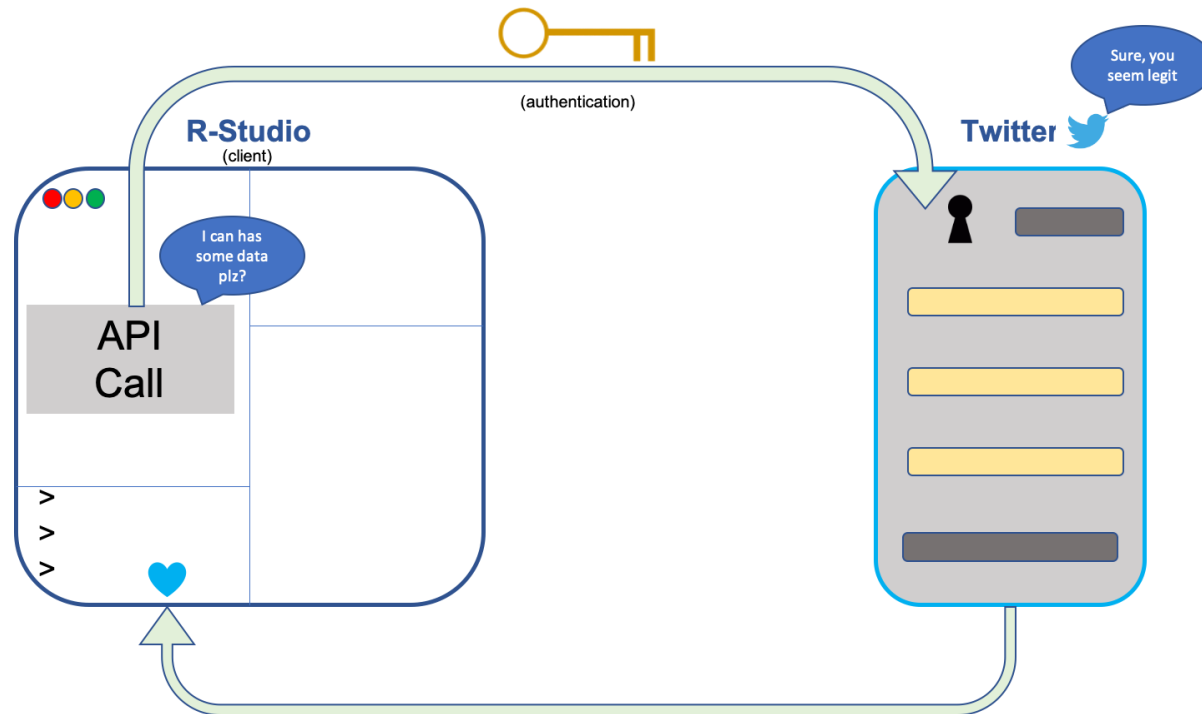 Sure, you
seem legit
(authentication)
R-Studio
(client)
Twitter
I can has
some data
plz?
API
Call
>
>
>